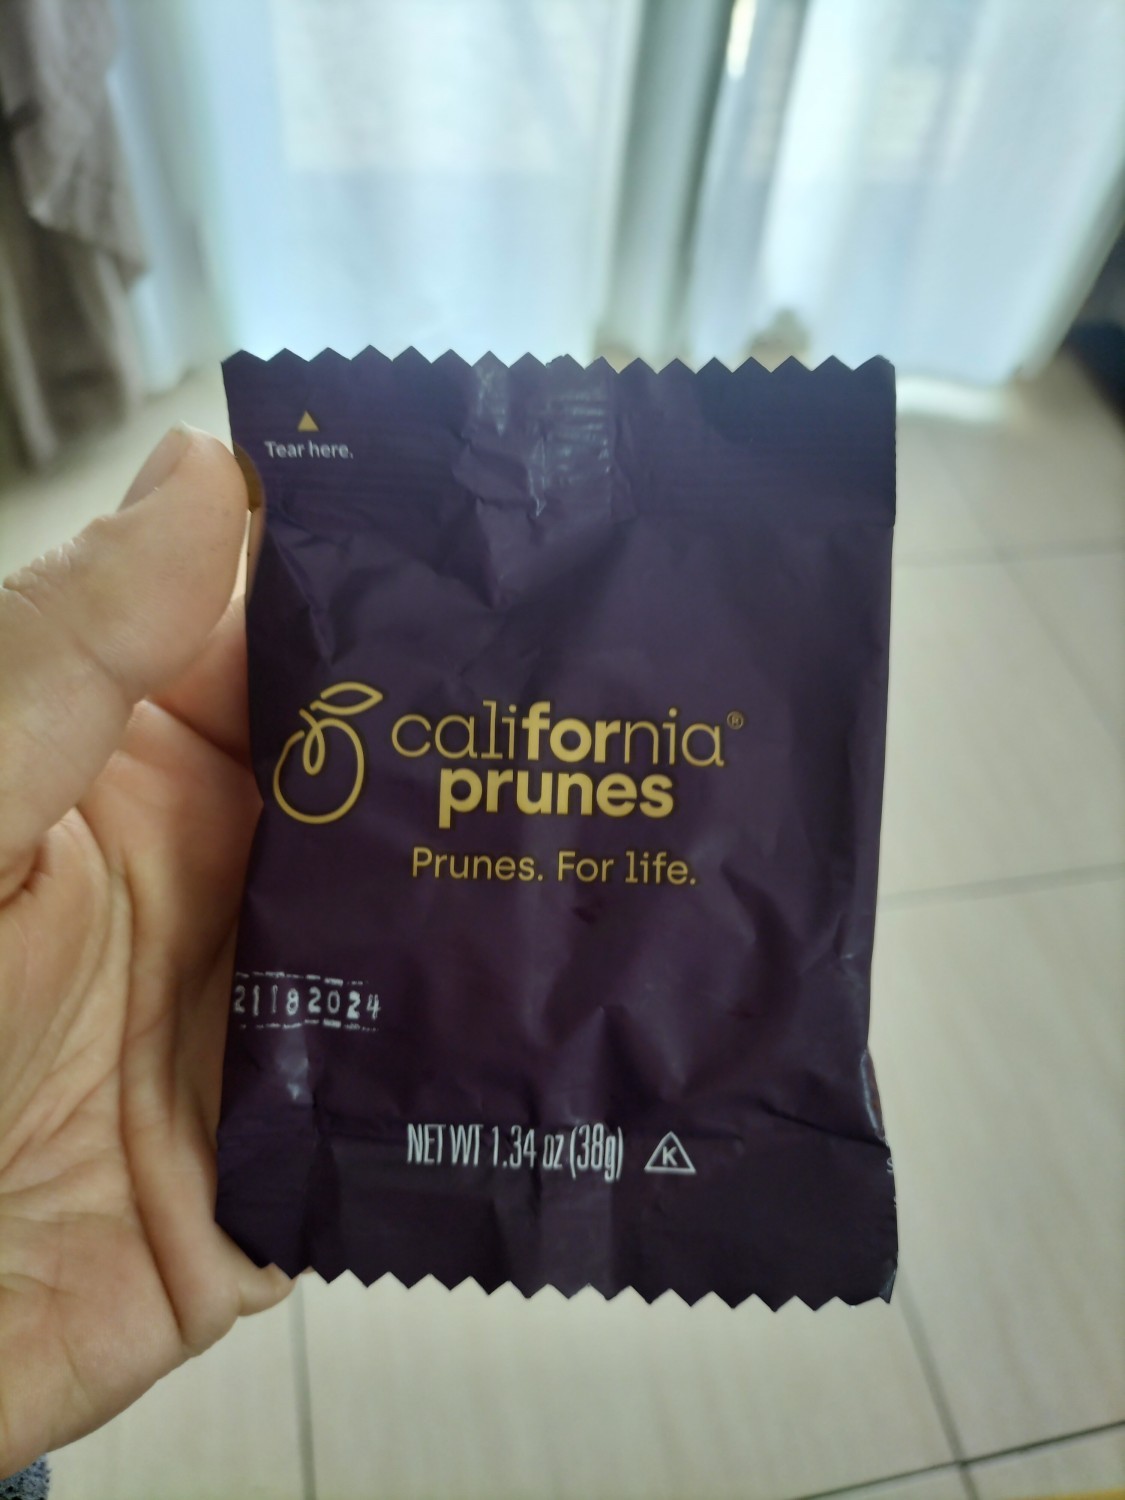 Tear here.
california®
prunes
Prunes. For life.
21182024
NET WT 1.34 oz (38g) K